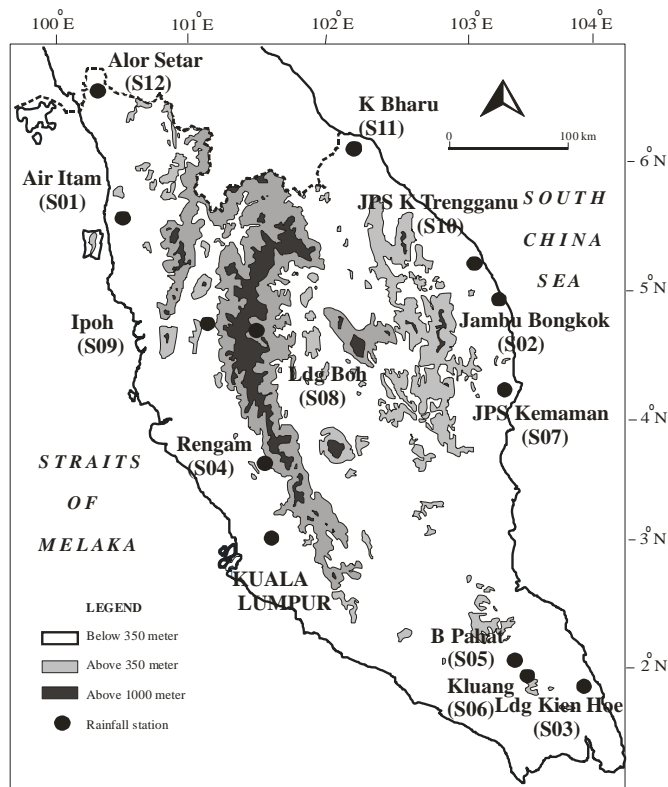 100 E
101 E
102 E
103 E
104 E
Alor Setar
(S12)
K Bharu
(S11)
0
100 km
6 N
Air Itam
(S01)
JPS K Trengganu
(S10)
SOUTH
CHINA
SEA
5 N
Ipoh
(S09)
Jambu Bongkok
(S02)
Ldg Boh
(S08)
JPS Kemaman
(S07)
4 N
Rengam
(S04)
STRAITS
OF
MELAKA
3 N
KUALA
LUMPUR
LEGEND
Below 350 meter
Above 350 meter
Above 1000 meter
Rainfall station
B Pahat
(S05)
2 N
Kluang
(S06)
Ldg Kien Hoe
(S03)